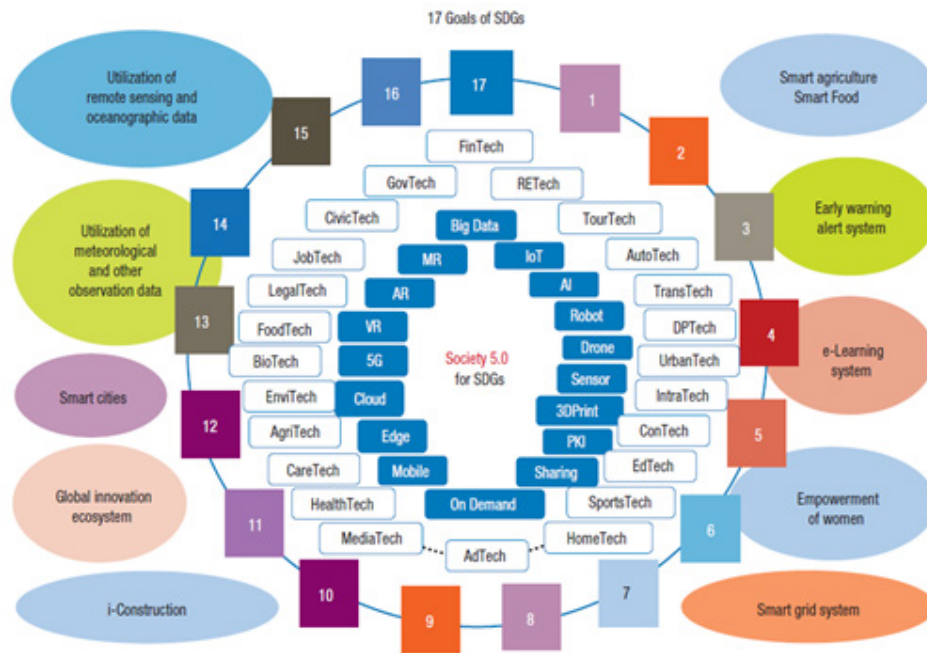 17 Goals of SDGs
Utilization of
remote sensing and
oceanographic data
16
17
1
Smart agriculture
Smart Food
15
2
FinTech
GovTech
RETech
14
CivicTech
TourTech
3
Early warning
alert system
Utilization of
meteorological
and other
observation data
Big Data
JobTech
MR
IoT
AutoTech
LegalTech
AR
AI
TransTech
13
FoodTech
VR
Robot
DPTech
4
BioTech
5G
Society 5.0
for SDGs
Drone
UrbanTech
e-Learning
system
Smart cities
EnviTech
Cloud
Sensor
IntraTech
12
AgriTech
Edge
3DPrint
ConTech
5
PKI
CareTech
Mobile
Sharing
EdTech
Global innovation
ecosystem
11
HealthTech
On Demand
SportsTech
6
Empowerment
of women
MediaTech
AdTech
HomeTech
i-Construction
10
9
8
7
Smart grid system